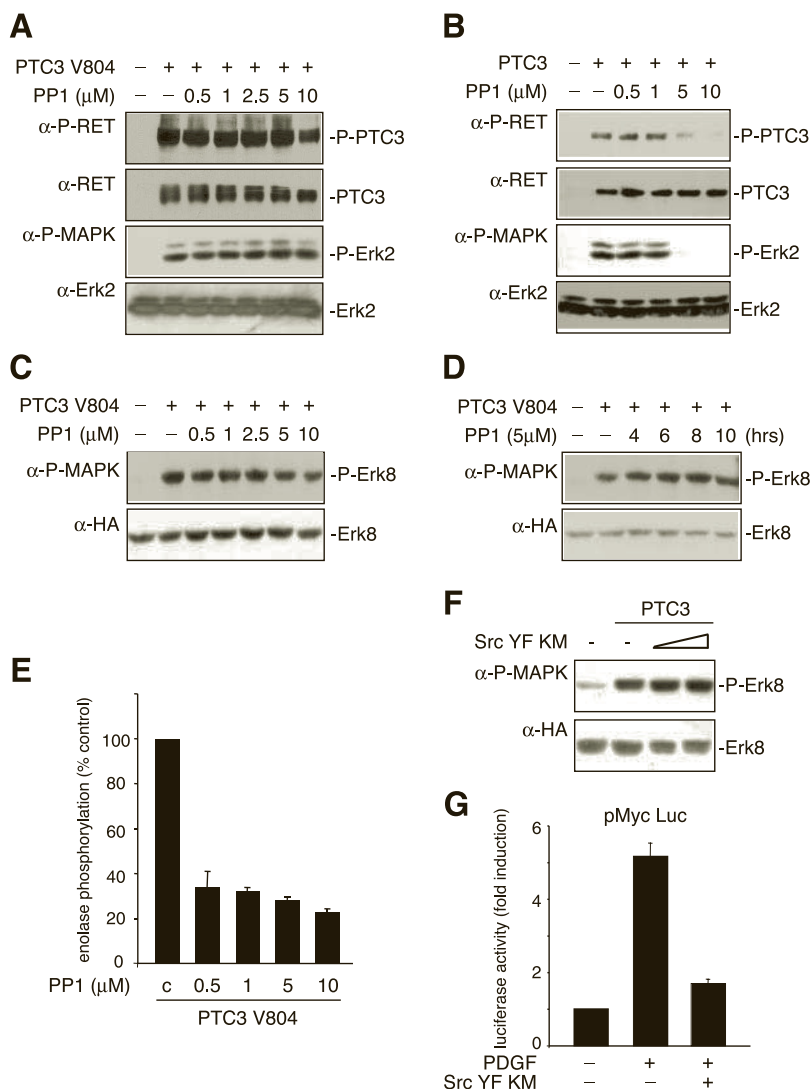 A
PTC3 V804 – + + + + + +
PP1 (μM) – – 0.5 1 2.5 5 10
α-P-RET
-P-PTC3
α-RET
-PTC3
α-P-MAPK
-P-Erk2
α-Erk2
-Erk2
B
PTC3 – + + + + +
PP1 (μM) – – 0.5 1 5 10
α-P-RET
-P-PTC3
α-RET
-PTC3
α-P-MAPK
-P-Erk2
α-Erk2
-Erk2
C
PTC3 V804 – + + + + + +
PP1 (μM) – – 0.5 1 2.5 5 10
α-P-MAPK
-P-Erk8
α-HA
-Erk8
D
PTC3 V804 – + + + + +
PP1 (5μM) – – 4 6 8 10 (hrs)
α-P-MAPK
-P-Erk8
α-HA
-Erk8
E
enolase phosphorylation (% control)
100
80
60
40
20
0
PP1 (μM) c 0.5 1 5 10
PTC3 V804
F
PTC3
Src YF KM - -
α-P-MAPK
-P-Erk8
α-HA
-Erk8
G
pMyc Luc
luciferase activity (fold induction)
6
4
2
0
PDGF – + +
Src YF KM – – +